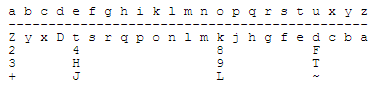 a b c d e f g h i k l m n o p q r s t u x y z
---------------------------------------------
Z y x D t s r q p o n l m k j h g f e d c b a
2       4                 8           F
3       H                 9           T
+       J                 L           ~